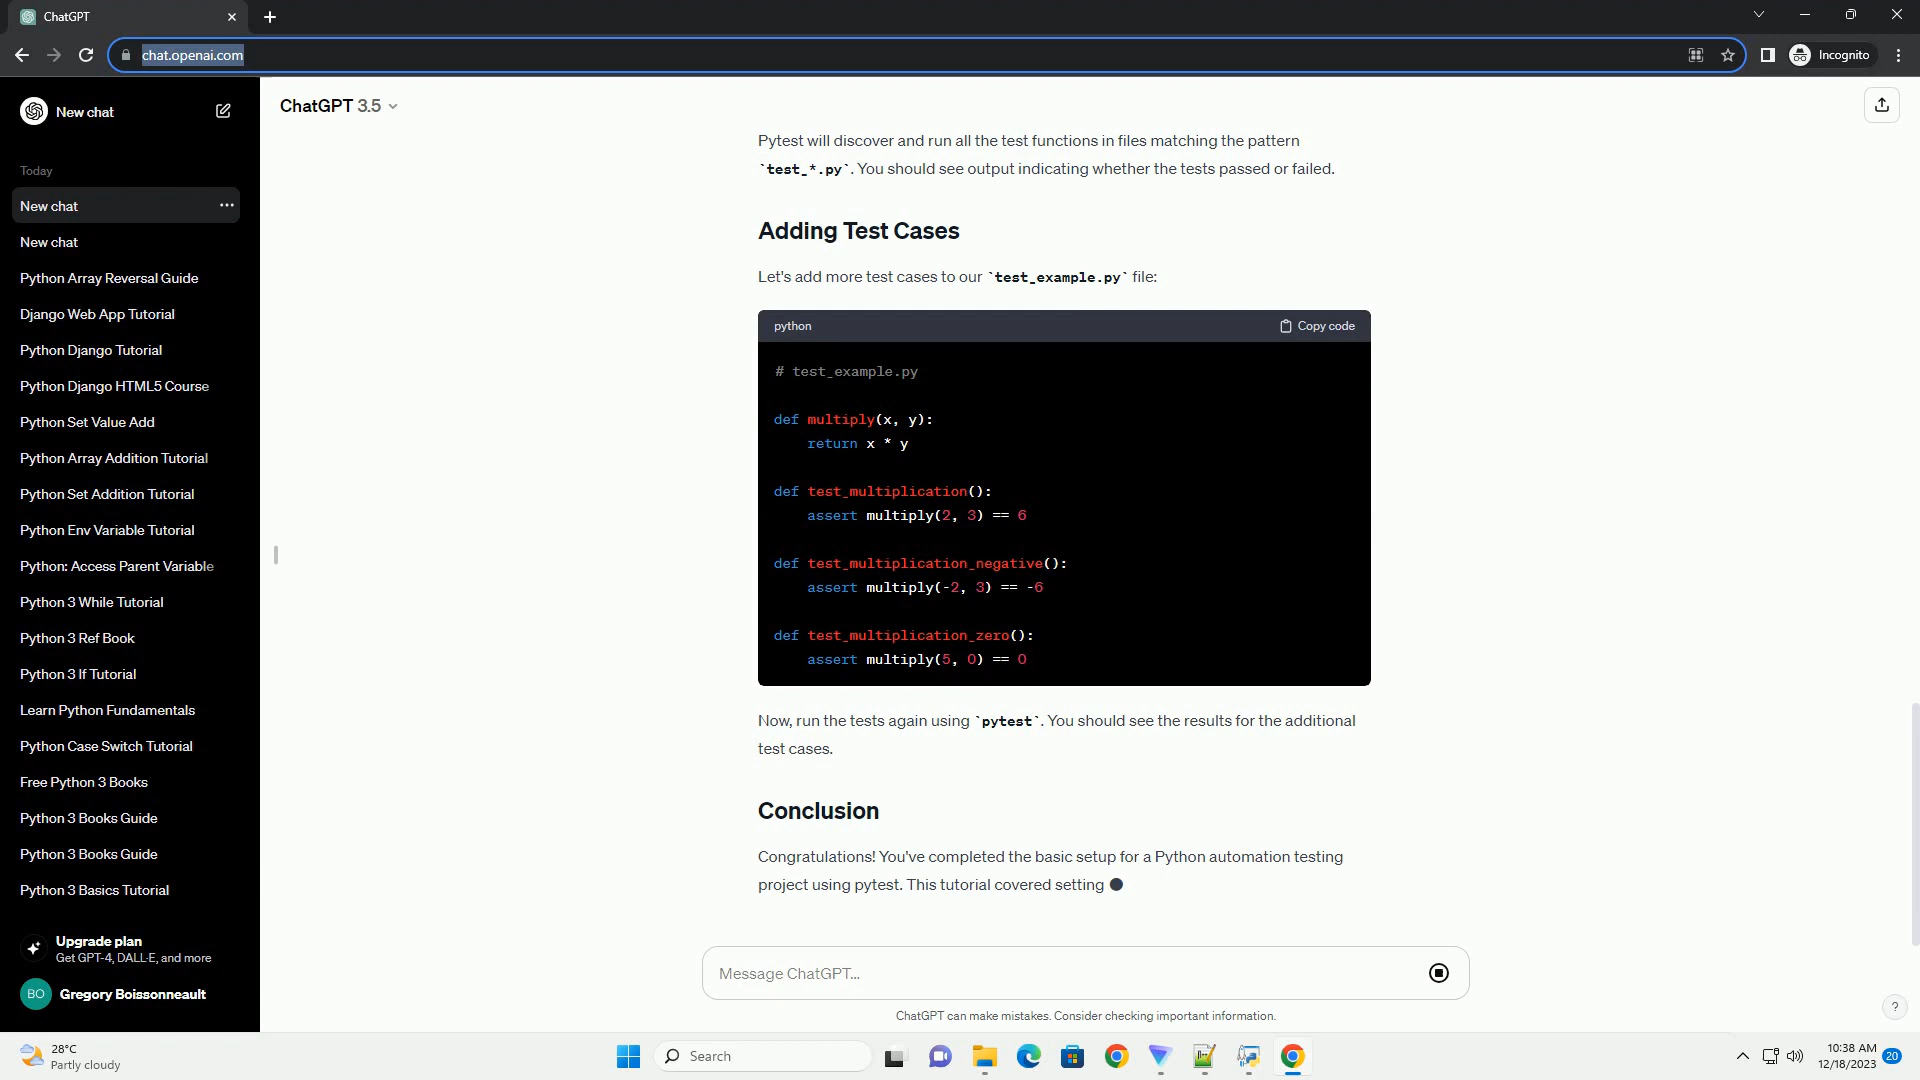 ChatGPT
chat.openai.com
Incognito
New chat
ChatGPT 3.5
Today
New chat
New chat
Python Array Reversal Guide
Django Web App Tutorial
Python Django Tutorial
Python Django HTML5 Course
Python Set Value Add
Python Array Addition Tutorial
Python Set Addition Tutorial
Python Env Variable Tutorial
Python: Access Parent Variable
Python 3 While Tutorial
Python 3 Ref Book
Python 3 If Tutorial
Learn Python Fundamentals
Python Case Switch Tutorial
Free Python 3 Books
Python 3 Books Guide
Python 3 Books Guide
Python 3 Basics Tutorial
Upgrade plan
Get GPT-4, DALL·E, and more
BO
Gregory Boissonneault
Pytest will discover and run all the test functions in files matching the pattern
`test_*.py`. You should see output indicating whether the tests passed or failed.
Adding Test Cases
Let's add more test cases to our `test_example.py` file:
python
Copy code
# test_example.py
def multiply(x, y):
return x * y
def test_multiplication():
assert multiply(2, 3) == 6
def test_multiplication_negative():
assert multiply(-2, 3) == -6
def test_multiplication_zero():
assert multiply(5, 0) == 0
Now, run the tests again using `pytest`. You should see the results for the additional
test cases.
Conclusion
Congratulations! You've completed the basic setup for a Python automation testing
project using pytest. This tutorial covered setting
Message ChatGPT...
ChatGPT can make mistakes. Consider checking important information.
?
28°C
Partly cloudy
Search
10:38 AM
12/18/2023
20